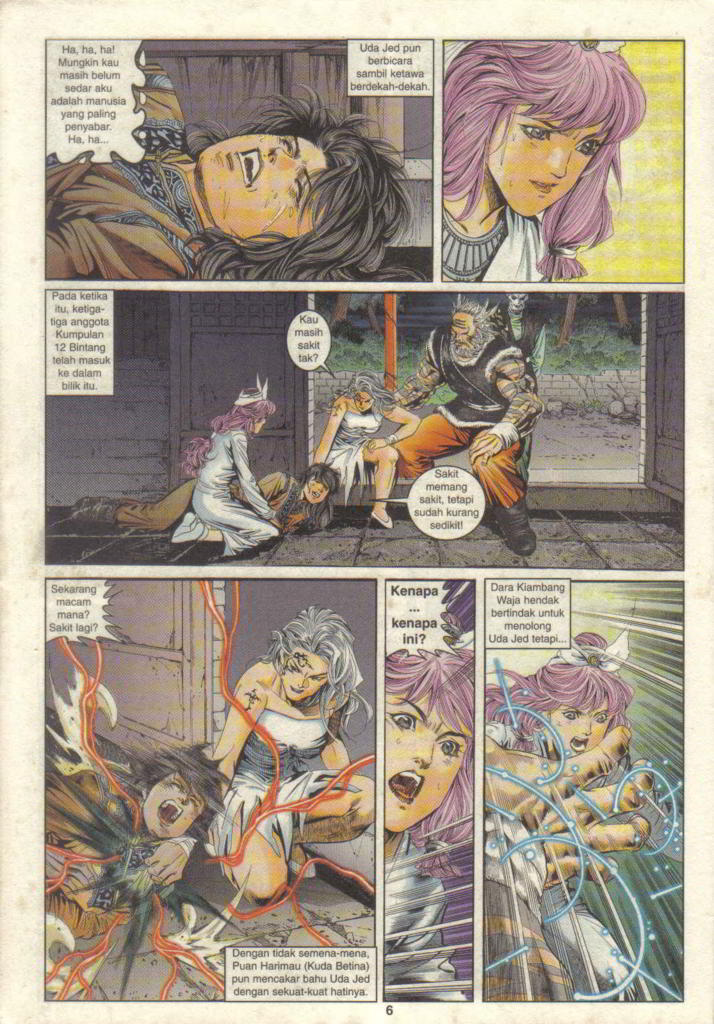 Ha, ha, ha!
Mungkin kau
masih belum
sedar aku
adalah manusia
yang paling
penyabar.
Ha, ha...
Uda Jed pun
berbicara
sambil ketawa
berdekah-dekah.
Pada ketika
itu, ketiga-
tiga anggota
Kumpulan
12 Bintang
telah masuk
ke dalam
bilik itu.
Kau
masih
sakit
tak?
Sakit
memang
sakit, tetapi
sudah kurang
sedikit!
Sekarang
macam
mana?
Sakit lagi?
Dengan tidak semena-mena,
Puan Harimau (Kuda Betina)
pun mencakar bahu Uda Jed
dengan sekuat-kuat hatinya.
Kenapa
...
kenapa
ini?
Dara Kiambang
Waja hendak
bertindak untuk
menolong
Uda Jed tetapi...
6